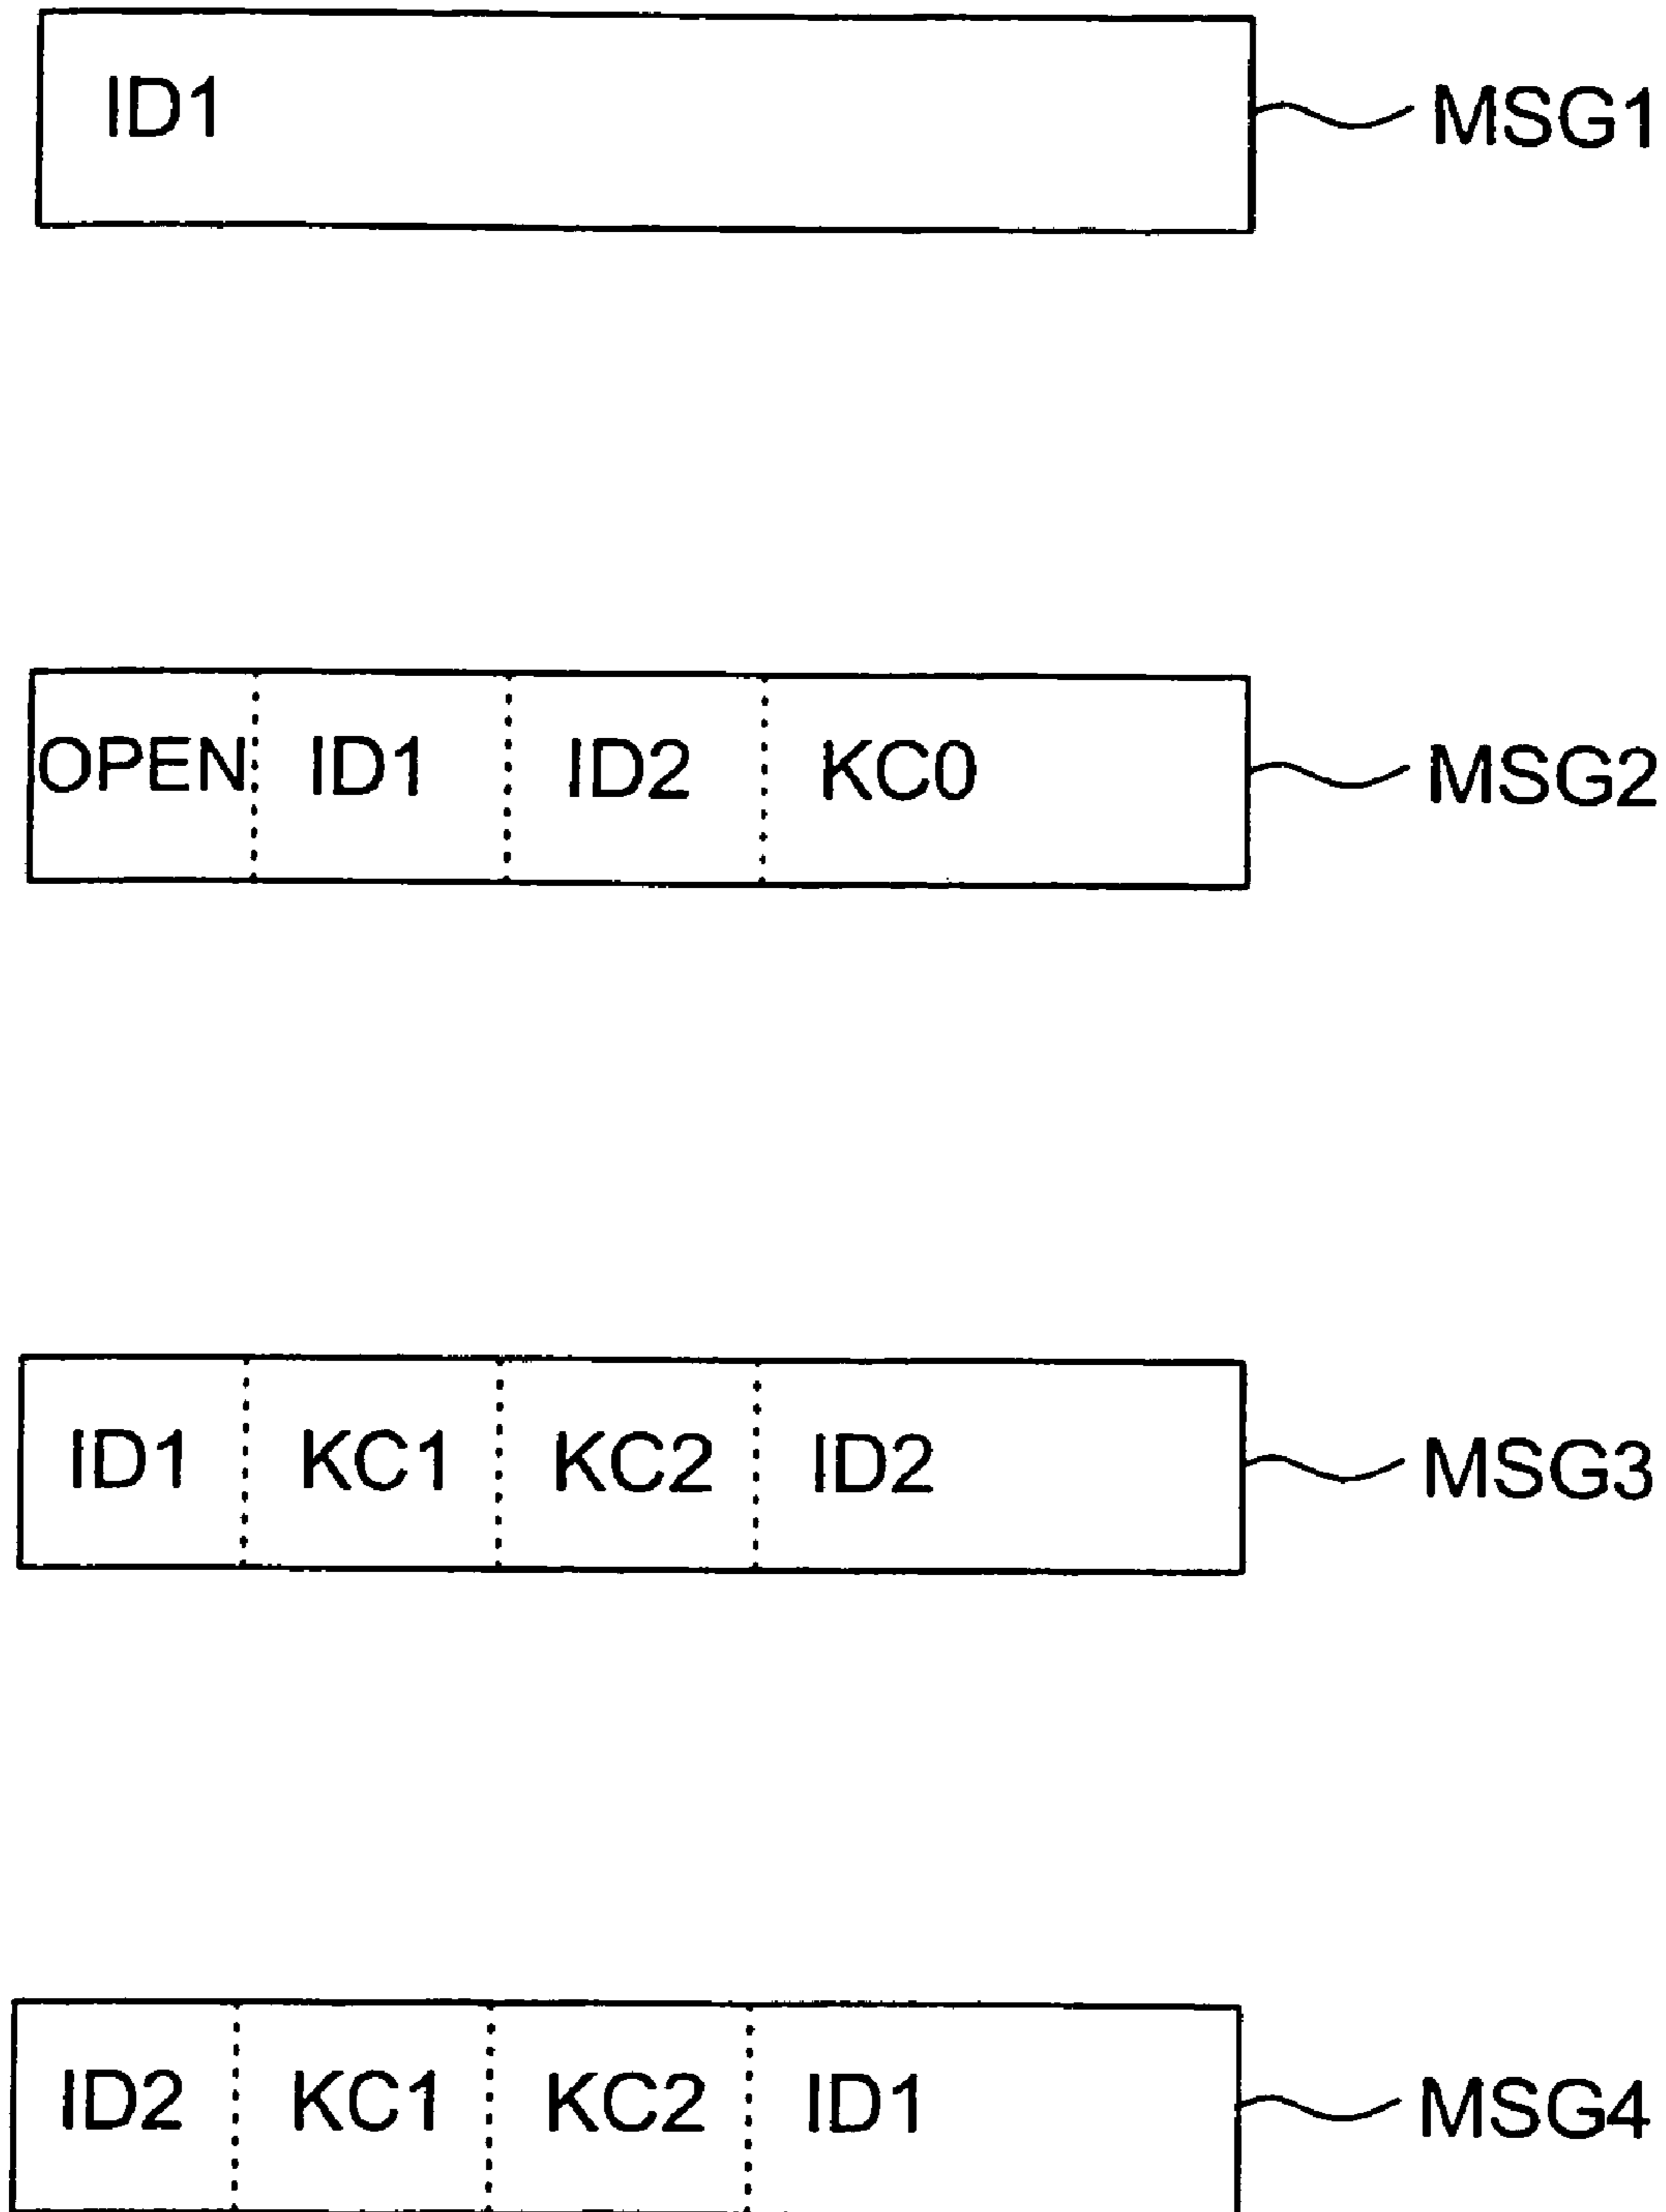 ID1 MSG1
OPEN ID1 ID2 KC0 MSG2
ID1 KC1 KC2 ID2 MSG3
ID2 KC1 KC2 ID1 MSG4